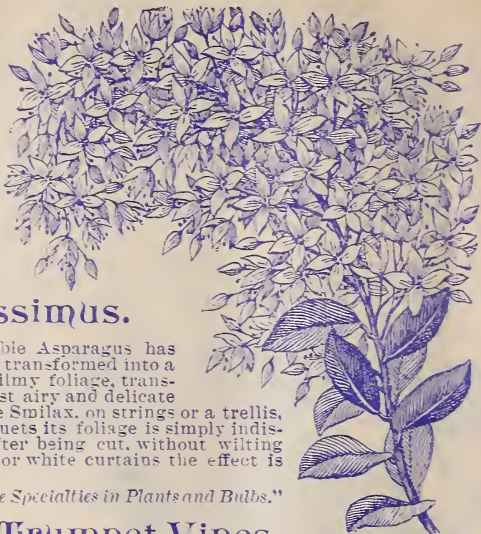 ssimus.
ble Asparagus has
transformed into a
ilmy foliage, trans-
st airy and delicate
e Smilax, on strings or a trellis,
uets its foliage is simply indis-
fter being cut, without wilting
or white curtains the effect is
e Specialties in Plants and Bulbs."
Trumpet Vines